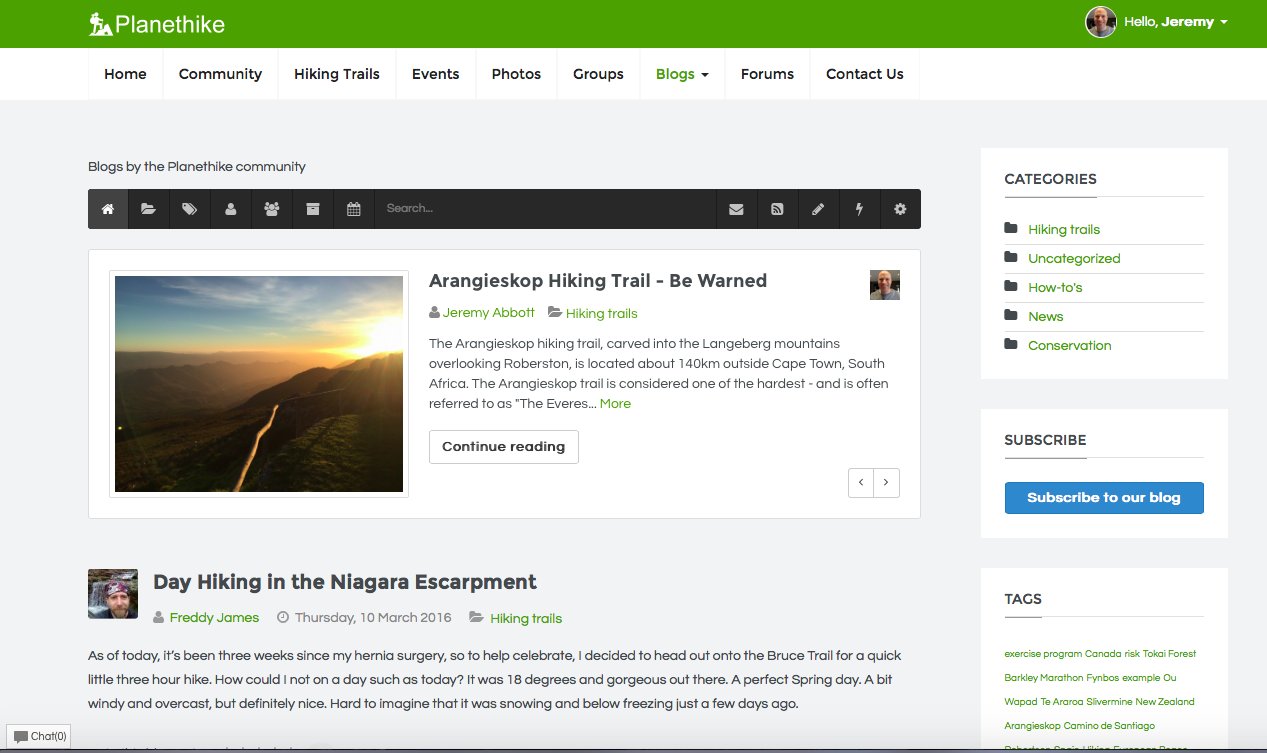 Planethike
Hello, Jeremy
Home Community Hiking Trails Events Photos Groups Blogs Forums Contact Us
Blogs by the Planethike community
Search...
Arangieskop Hiking Trail - Be Warned
Jeremy Abbott Hiking trails
The Arangieskop hiking trail, carved into the Langeberg mountains
overlooking Roberston, is located about 140km outside Cape Town, South
Africa. The Arangieskop trail is considered one of the hardest - and is often
referred to as "The Everes... More
Continue reading
Day Hiking in the Niagara Escarpment
Freddy James Thursday, 10 March 2016 Hiking trails
As of today, it's been three weeks since my hernia surgery, so to help celebrate, I decided to head out onto the Bruce Trail for a quick
little three hour hike. How could I not on a day such as today? It was 18 degrees and gorgeous out there. A perfect Spring day. A bit
windy and overcast, but definitely nice. Hard to imagine that it was snowing and below freezing just a few days ago.
Chat(0)
CATEGORIES
Hiking trails
Uncategorized
How-to's
News
Conservation
SUBSCRIBE
Subscribe to our blog
TAGS
exercise program Canada risk Tokai Forest
Barkley Marathon Fynbos example Ou
Wapad Te Araroa Slivermine New Zealand
Arangieskop Camino de Santiago